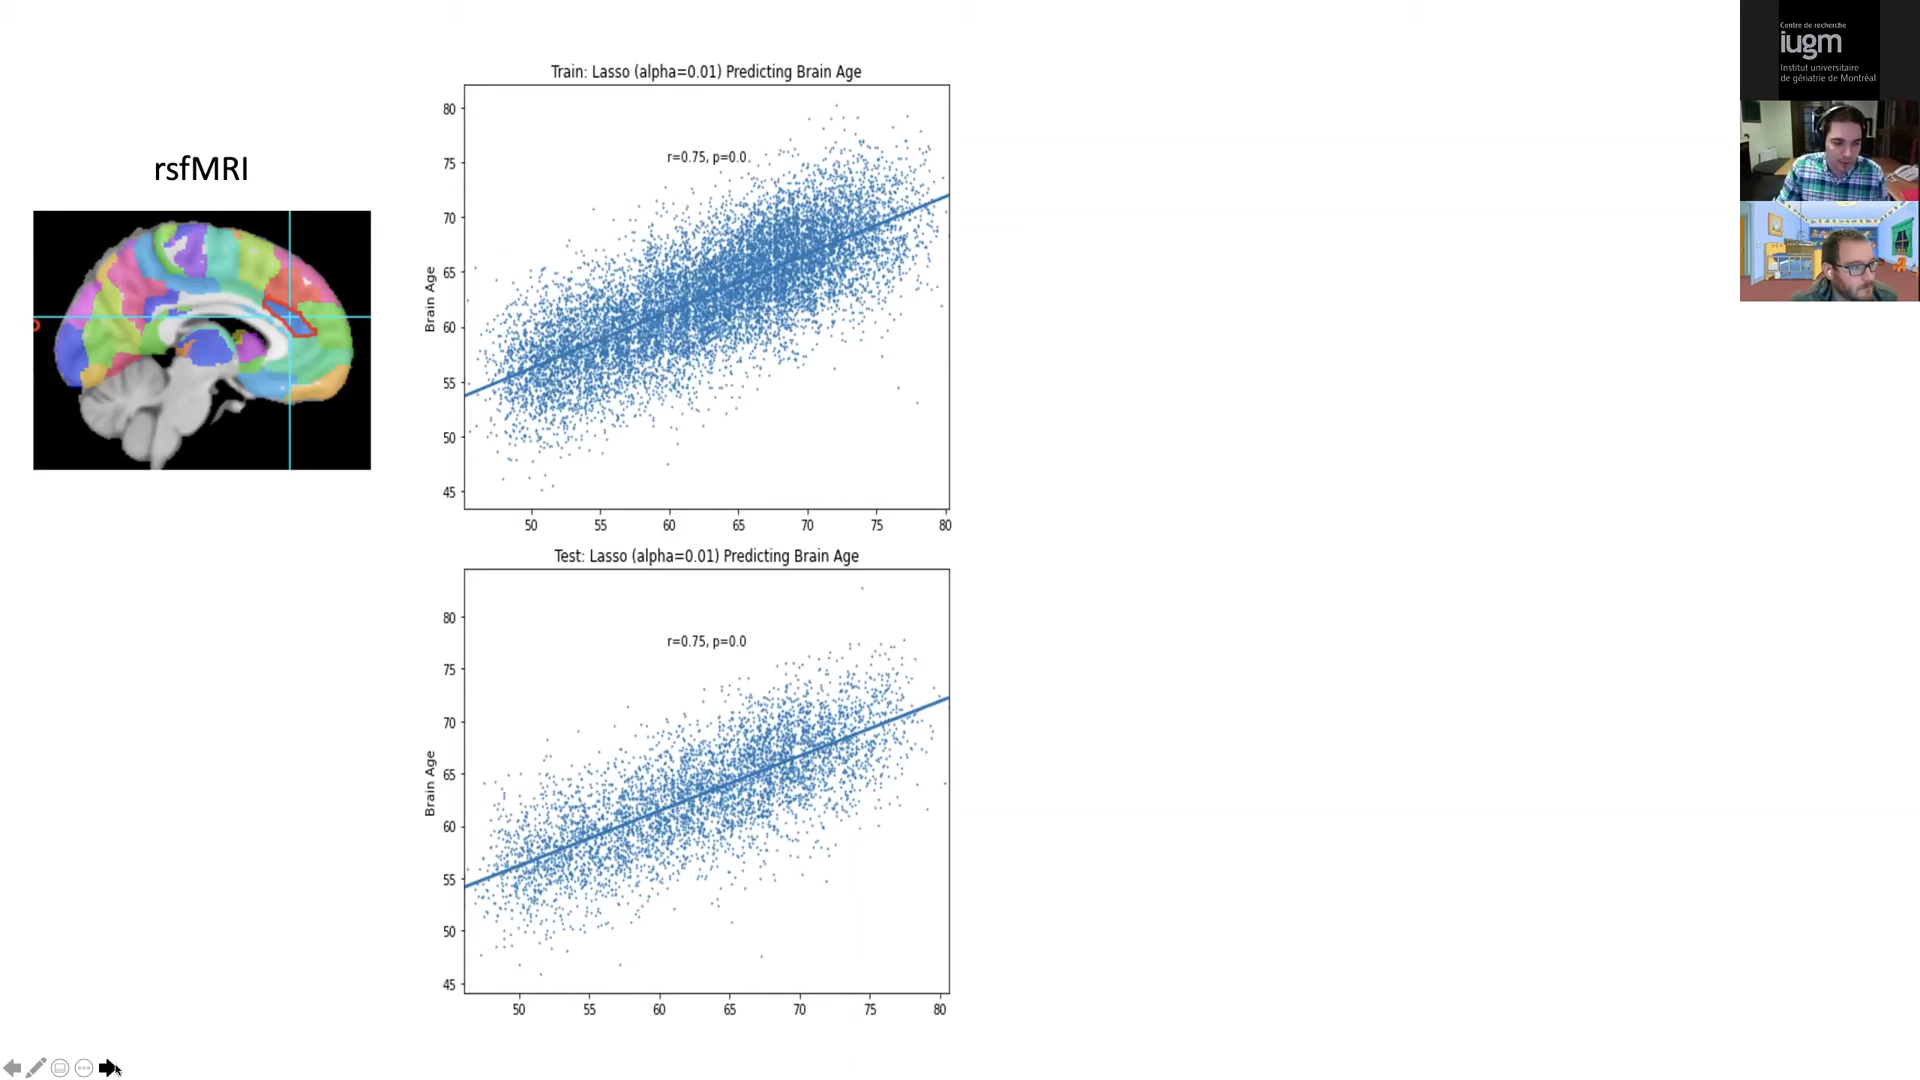 rsfMRI
Train: Lasso (alpha=0.01) Predicting Brain Age
r=0.75, p=0.0
Brain Age
80
75
70
65
60
55
50
45
50 55 60 65 70 75 80
Test: Lasso (alpha=0.01) Predicting Brain Age
r=0.75, p=0.0
Brain Age
80
75
70
65
60
55
50
45
50 55 60 65 70 75 80
Centre de recherche
iugm
Institut universitaire
de gériatrie de Montréal